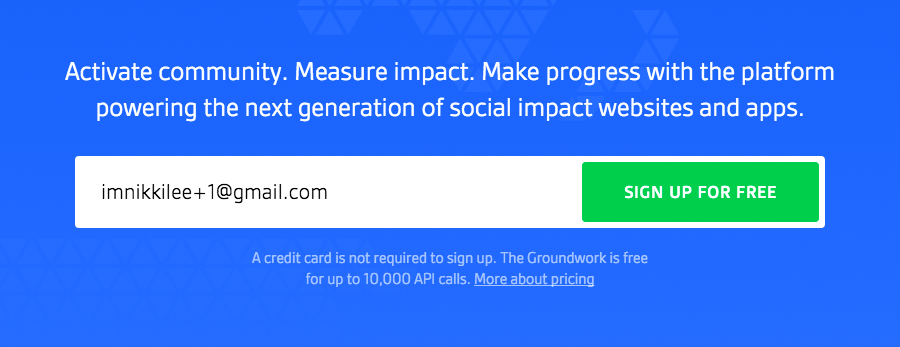 Activate community. Measure impact. Make progress with the platform
powering the next generation of social impact websites and apps.
imnikkilee+1@gmail.com
SIGN UP FOR FREE
A credit card is not required to sign up. The Groundwork is free
for up to 10,000 API calls. More about pricing